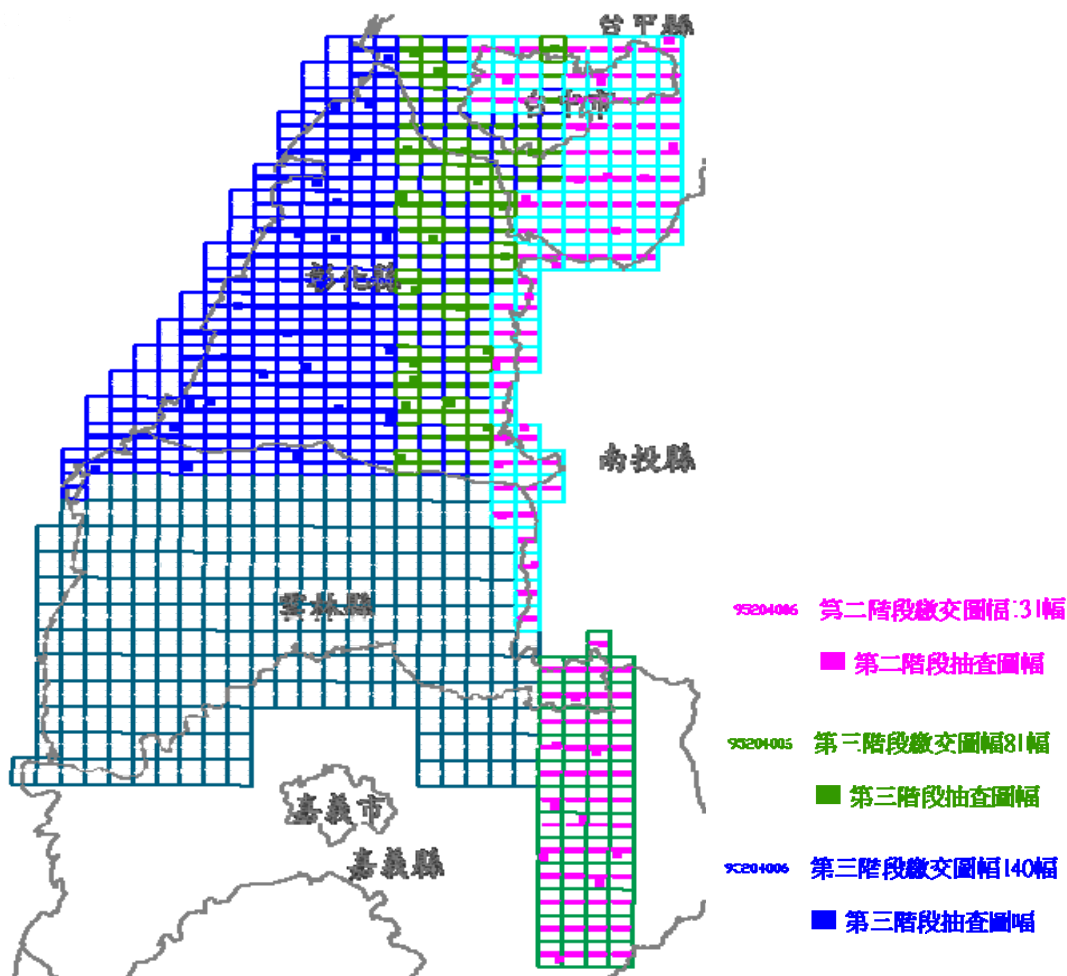 台中縣
台中市
彰化縣
南投縣
雲林縣
嘉義市
嘉義縣
95204006 第二階段繳交圖幅:31幅
第二階段抽查圖幅
95204006 第三階段繳交圖幅81幅
第三階段抽查圖幅
95204006 第三階段繳交圖幅140幅
第三階段抽查圖幅